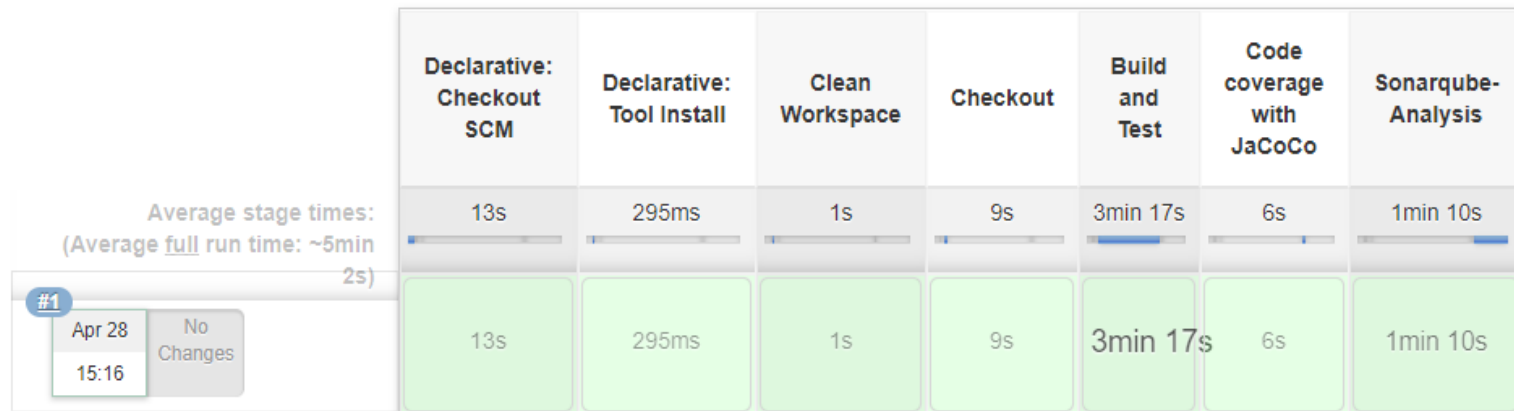 Declarative:
Checkout
SCM
Declarative:
Tool Install
Clean
Workspace
Checkout
Build
and
Test
Code
coverage
with
JaCoCo
Sonarqube-
Analysis
Average stage times:
(Average full run time: ~5min
2s)
13s
295ms
1s
9s
3min 17s
6s
1min 10s
#1
Apr 28
15:16
No
Changes
13s
295ms
1s
9s
3min 17s
6s
1min 10s